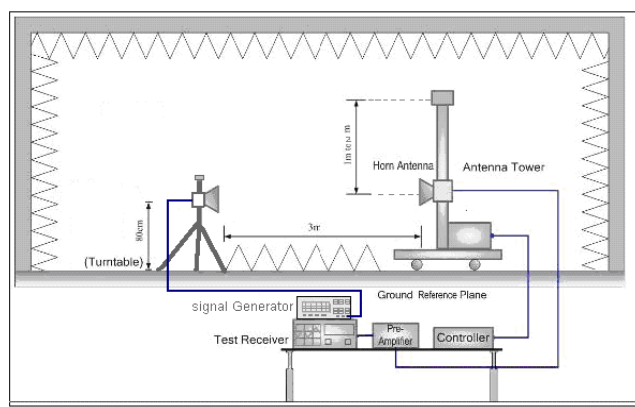 1m to 4 m
Horn Antenna
Antenna Tower
80cm
3m
(Turntable)
Ground Reference Plane
signal Generator
Test Receiver
Pre-
Amplifier
Controller